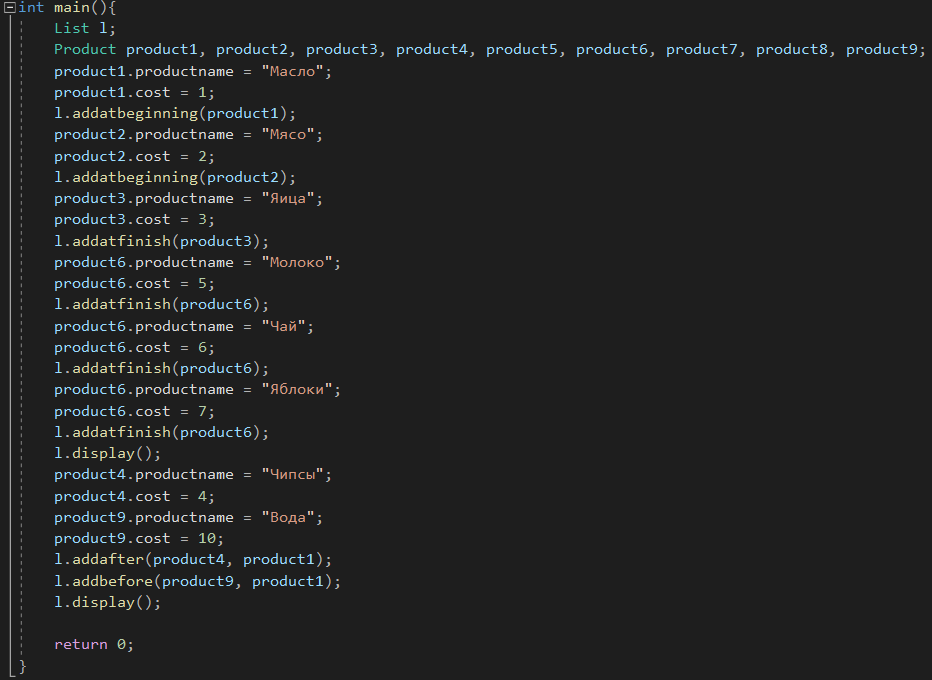 int main(){
List l;
Product product1, product2, product3, product4, product5, product6, product7, product8, product9;
product1.productname = "Масло";
product1.cost = 1;
l.addatbeginning(product1);
product2.productname = "Мясо";
product2.cost = 2;
l.addatbeginning(product2);
product3.productname = "Яица";
product3.cost = 3;
l.addatfinish(product3);
product6.productname = "Молоко";
product6.cost = 5;
l.addatfinish(product6);
product6.productname = "Чай";
product6.cost = 6;
l.addatfinish(product6);
product6.productname = "Яблоки";
product6.cost = 7;
l.addatfinish(product6);
l.display();
product4.productname = "Чипсы";
product4.cost = 4;
product9.productname = "Вода";
product9.cost = 10;
l.addafter(product4, product1);
l.addbefore(product9, product1);
l.display();
return 0;
}